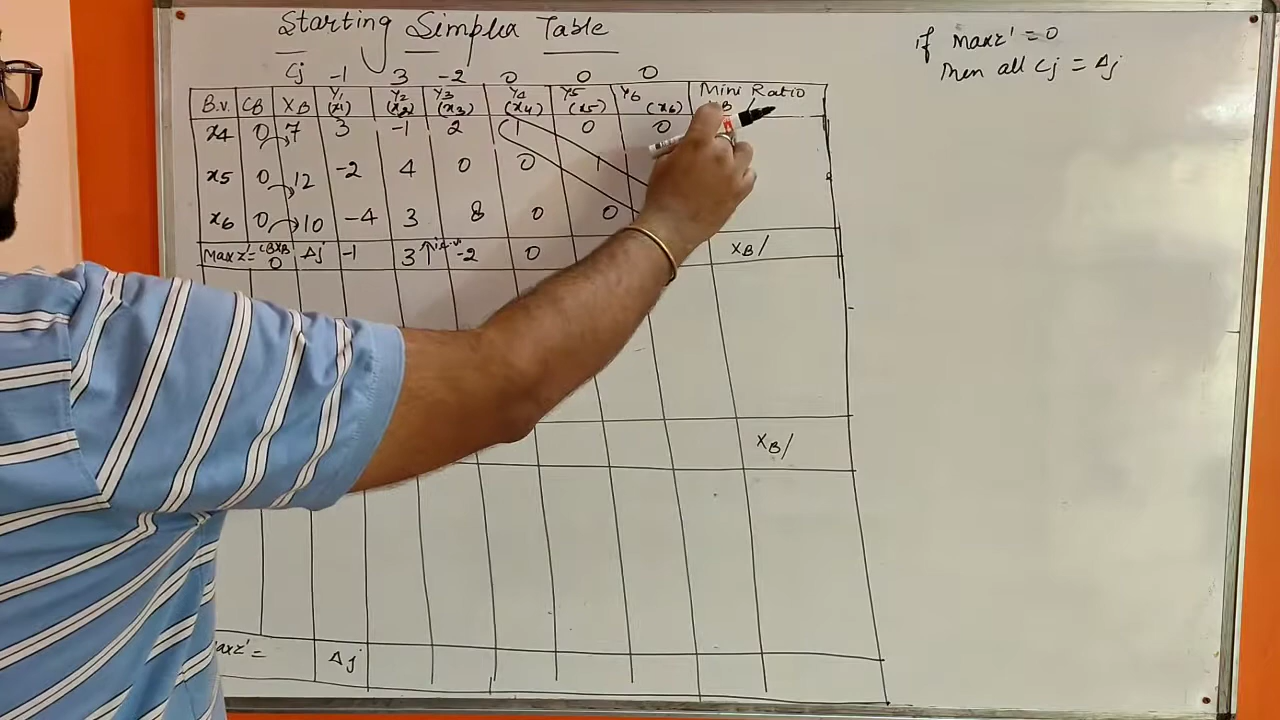 Starting Simplex Table
if Maxz' = 0
Then all Cj = Δj
Cj -1 3 -2 0 0 0
B.V. CB XB Y1 (x1) Y2 (x2) Y3 (x3) Y4 (x4) Y5 (x5) Y6 (x6) Mini Ratio
x4 0 7 3 -1 2 1 0 0
x5 0 12 -2 4 0 0 1
x6 0 10 -4 3 8 0 0
Maxz' = CBXB 0 Δj -1 3 ↑ -2 0 XB/
XB/
Δj